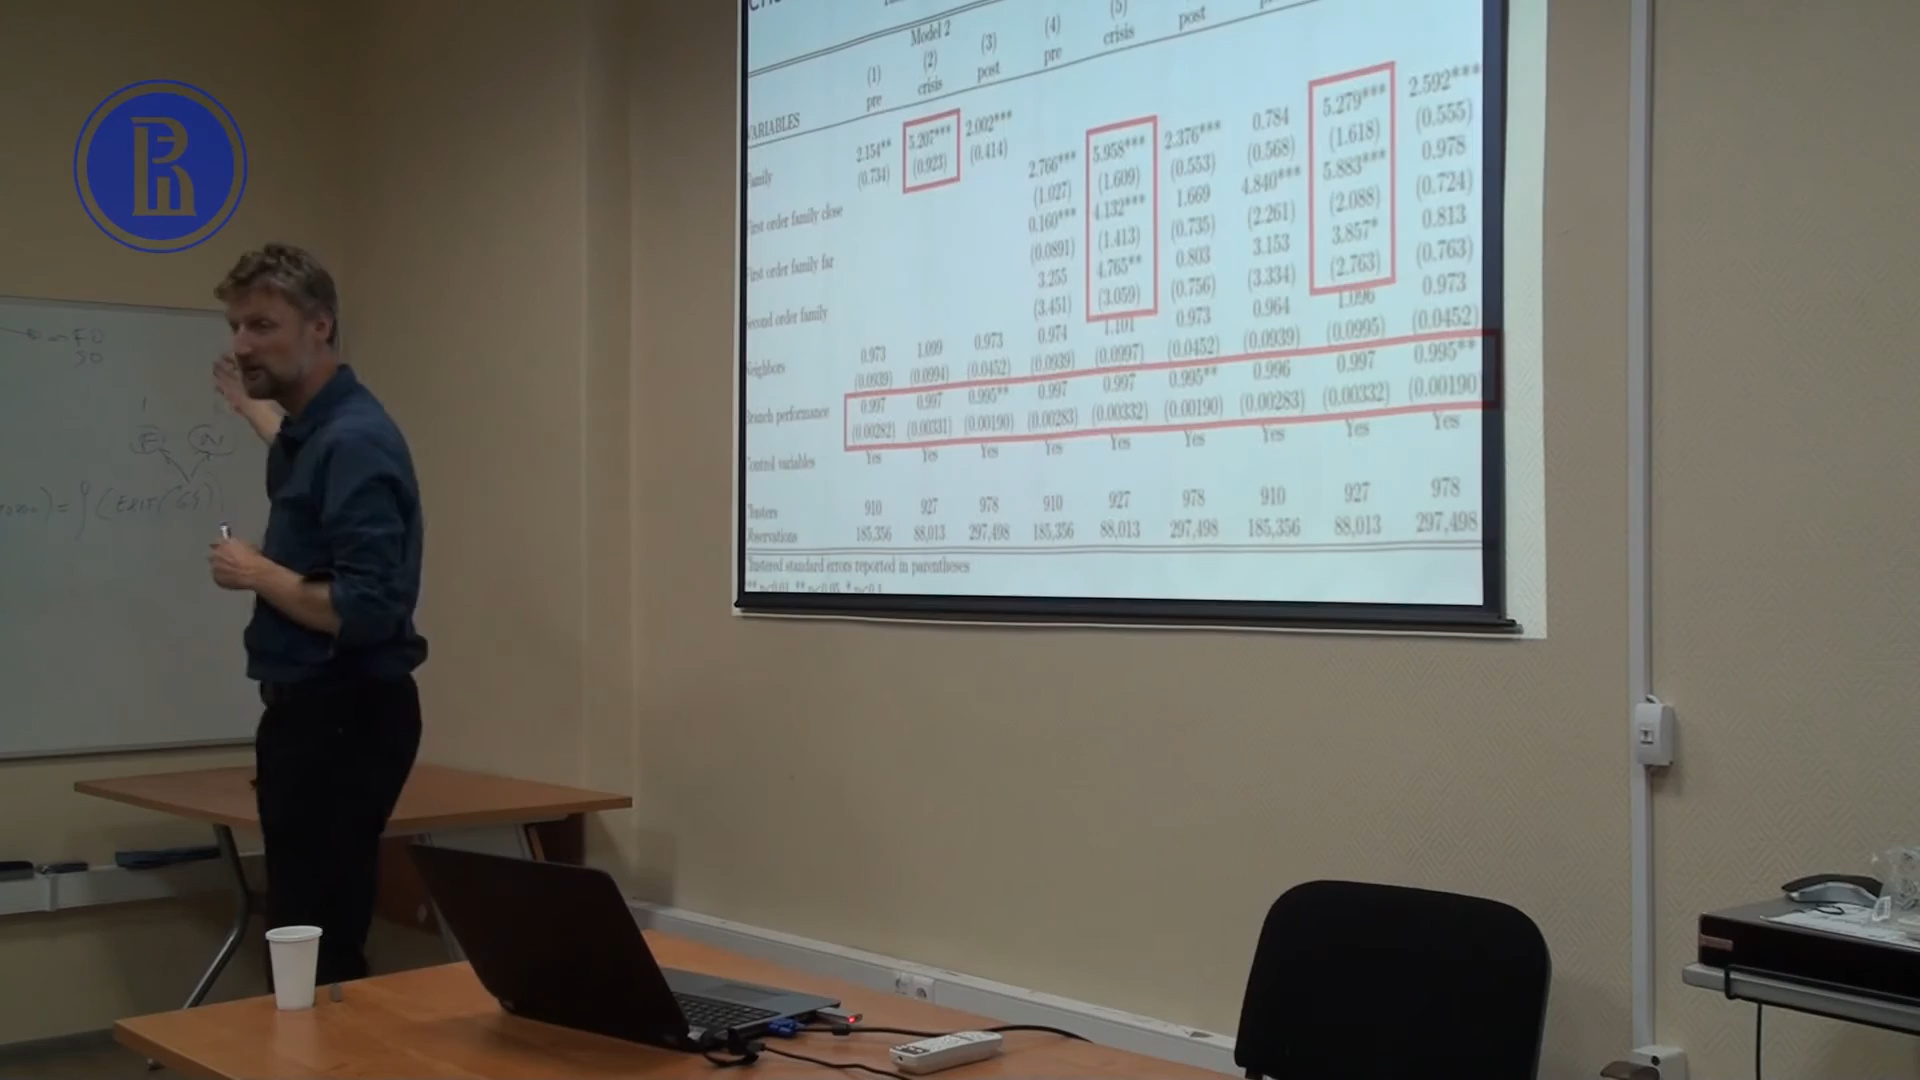 Model 2
(1) (2) (3) (4) (5)
pre crisis post pre crisis post
VARIABLES
Family 2.154** 5.207*** 2.002***
(0.734) (0.923) (0.414)
First order family close 2.766*** 5.958*** 2.376*** 0.784 5.279*** 2.592***
(1.027) (1.609) (0.553) (0.568) (1.618) (0.555)
First order family far 0.160*** 4.132*** 1.669 4.840*** 5.883*** 0.978
(0.0891) (1.413) (0.735) (2.261) (2.088) (0.724)
Second order family 3.255 4.765** 0.803 3.153 3.857* 0.813
(3.451) (3.059) (0.756) (3.334) (2.763) (0.763)
Neighbors 0.973 1.099 0.973 0.974 1.101 0.973 0.964 1.096 0.973
(0.0939) (0.0994) (0.0452) (0.0939) (0.0997) (0.0452) (0.0939) (0.0995) (0.0452)
Branch performance 0.997 0.997 0.995** 0.997 0.997 0.995** 0.996 0.997 0.995**
(0.00282) (0.00331) (0.00190) (0.00283) (0.00332) (0.00190) (0.00283) (0.00332) (0.00190)
Control variables Yes Yes Yes Yes Yes Yes Yes Yes Yes
Clusters 910 927 978 910 927 978 910 927 978
Observations 185,356 88,013 297,498 185,356 88,013 297,498 185,356 88,013 297,498
Clustered standard errors reported in parentheses